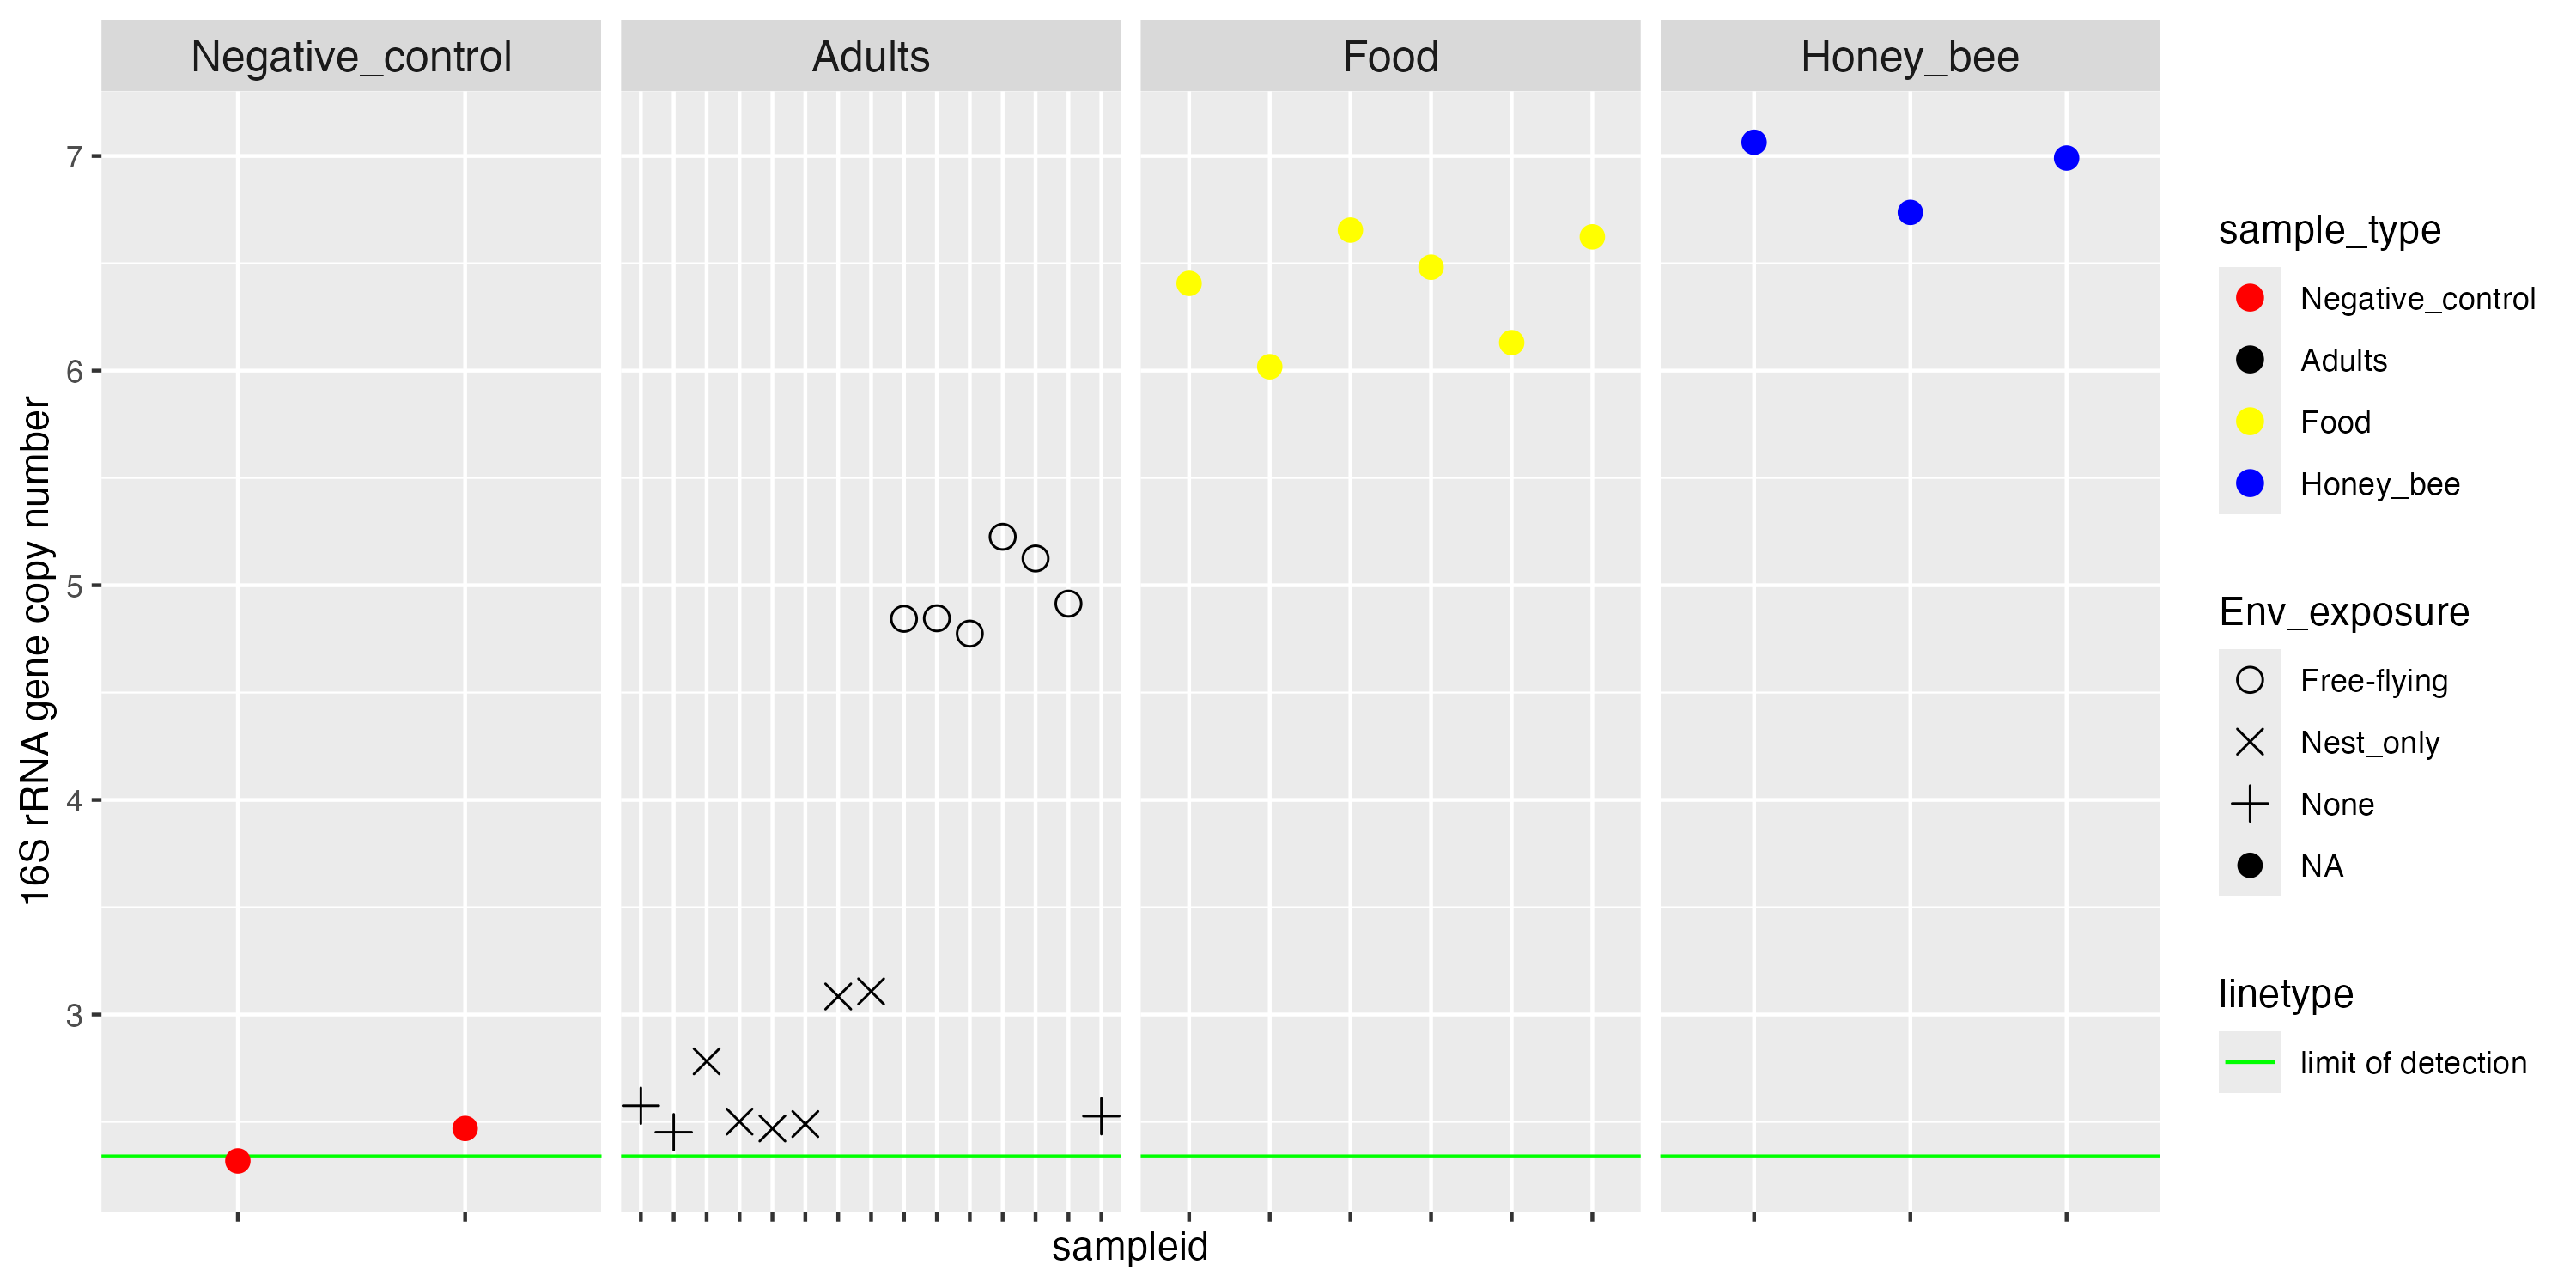 Negative_control
Adults
Food
Honey_bee
7
6
5
4
3
16S rRNA gene copy number
sampleid
sample_type
Negative_control
Adults
Food
Honey_bee
Env_exposure
Free-flying
Nest_only
None
NA
linetype
limit of detection